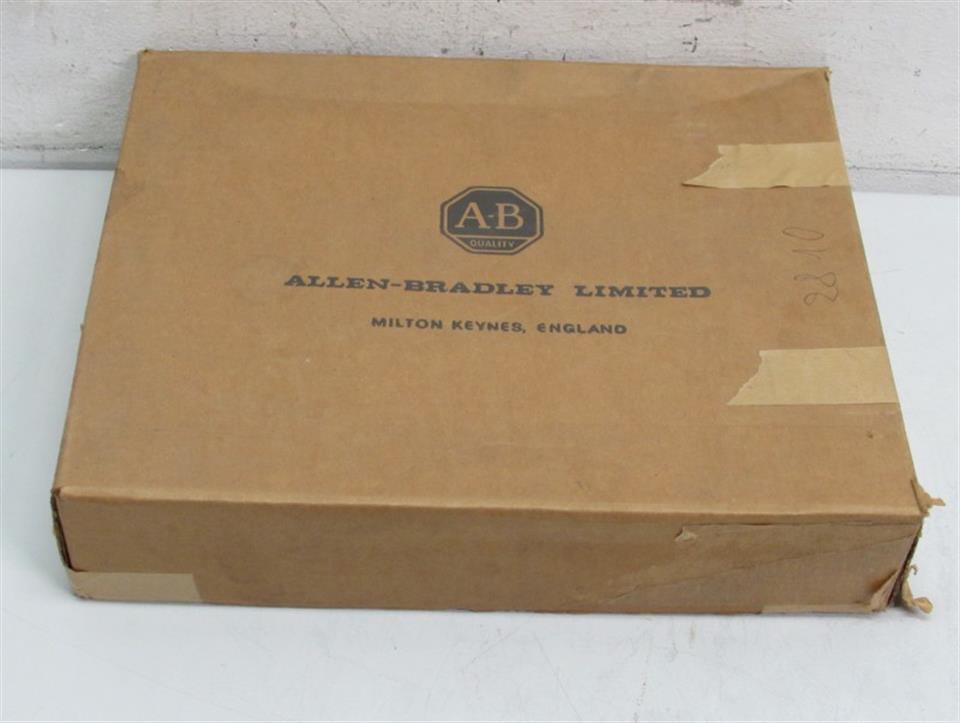 A-B
QUALITY
ALLEN-BRADLEY LIMITED
MILTON KEYNES, ENGLAND
2810